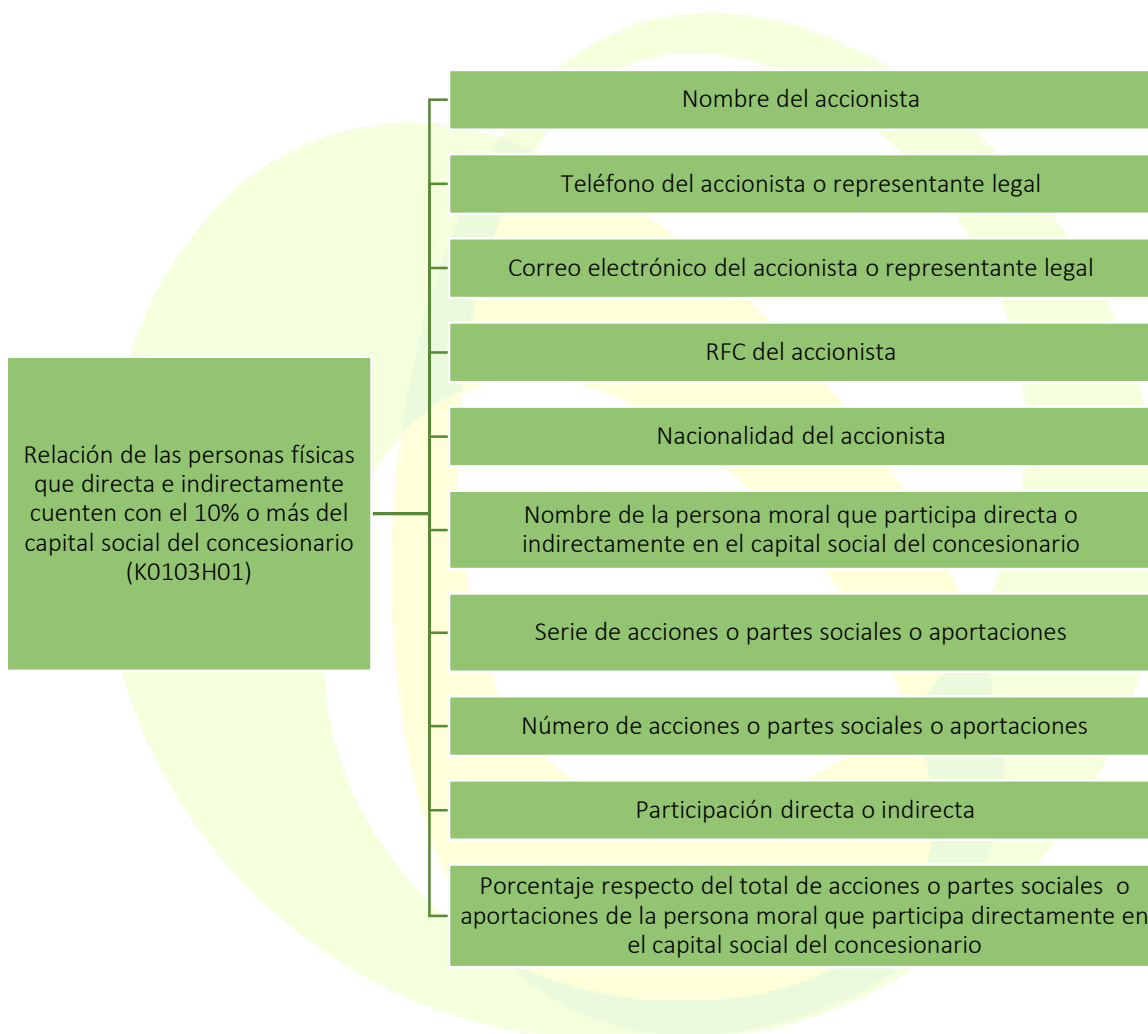 Nombre del accionista
Teléfono del accionista o representante legal
Correo electrónico del accionista o representante legal
RFC del accionista
Nacionalidad del accionista
Relación de las personas físicas
que directa e indirectamente
cuenten con el 10% o más del
capital social del concesionario
(K0103H01)
Nombre de la persona moral que participa directa o
indirectamente en el capital social del concesionario
Serie de acciones o partes sociales o aportaciones
Número de acciones o partes sociales o aportaciones
Participación directa o indirecta
Porcentaje respecto del total de acciones o partes sociales o
aportaciones de la persona moral que participa directamente en
el capital social del concesionario